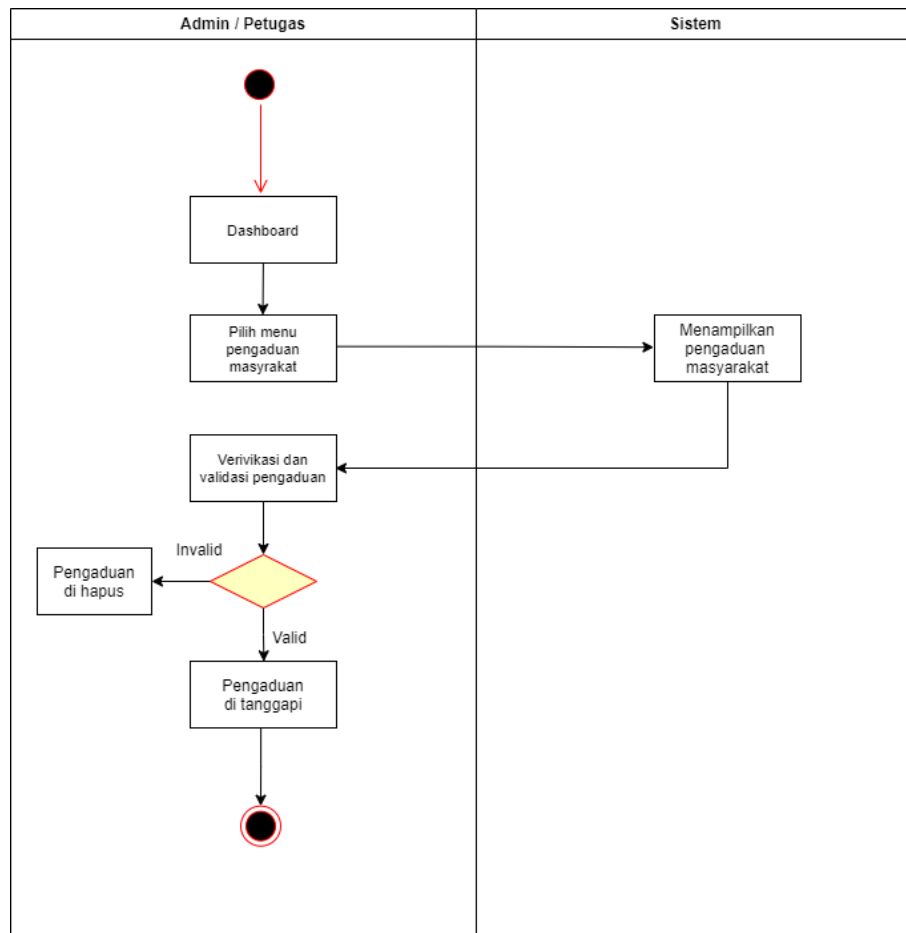 Admin / Petugas
Sistem
Dashboard
Pilih menu
pengaduan
masyrakat
Menampilkan
pengaduan
masyarakat
Verivikasi dan
validasi pengaduan
Invalid
Pengaduan
di hapus
Valid
Pengaduan
di tanggapi